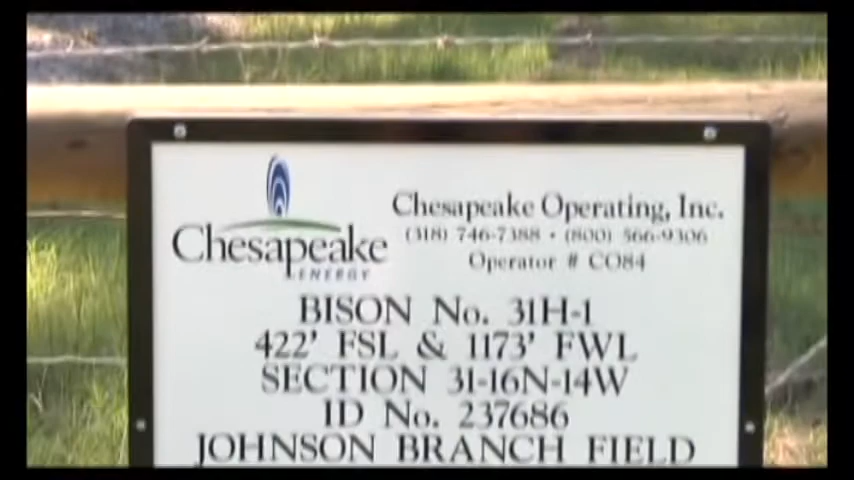 Chesapeake
ENERGY
Chesapeake Operating, Inc.
(318) 746-7388 • (800) 566-9306
Operator # CO84
BISON No. 31H-1
422' FSL & 1173' FWL
SECTION 31-16N-14W
ID No. 237686
JOHNSON BRANCH FIELD